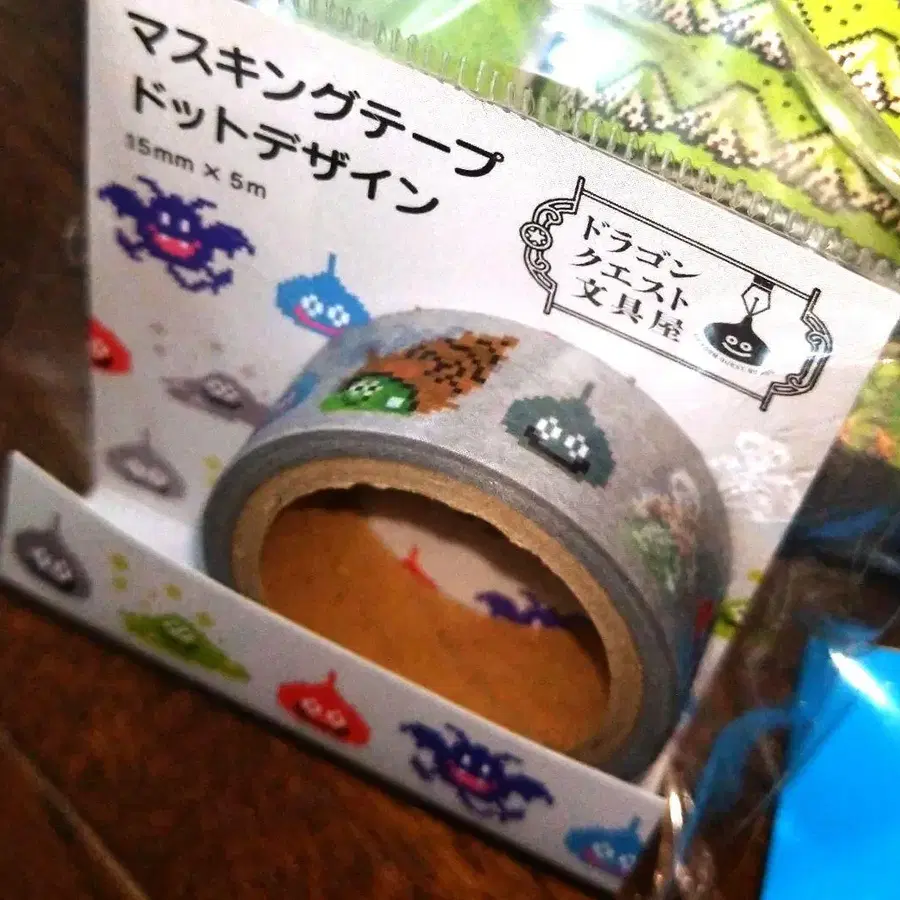 マスキングテープ
ドットデザイン
15mm × 5m
ドラゴン
クエスト
文具屋